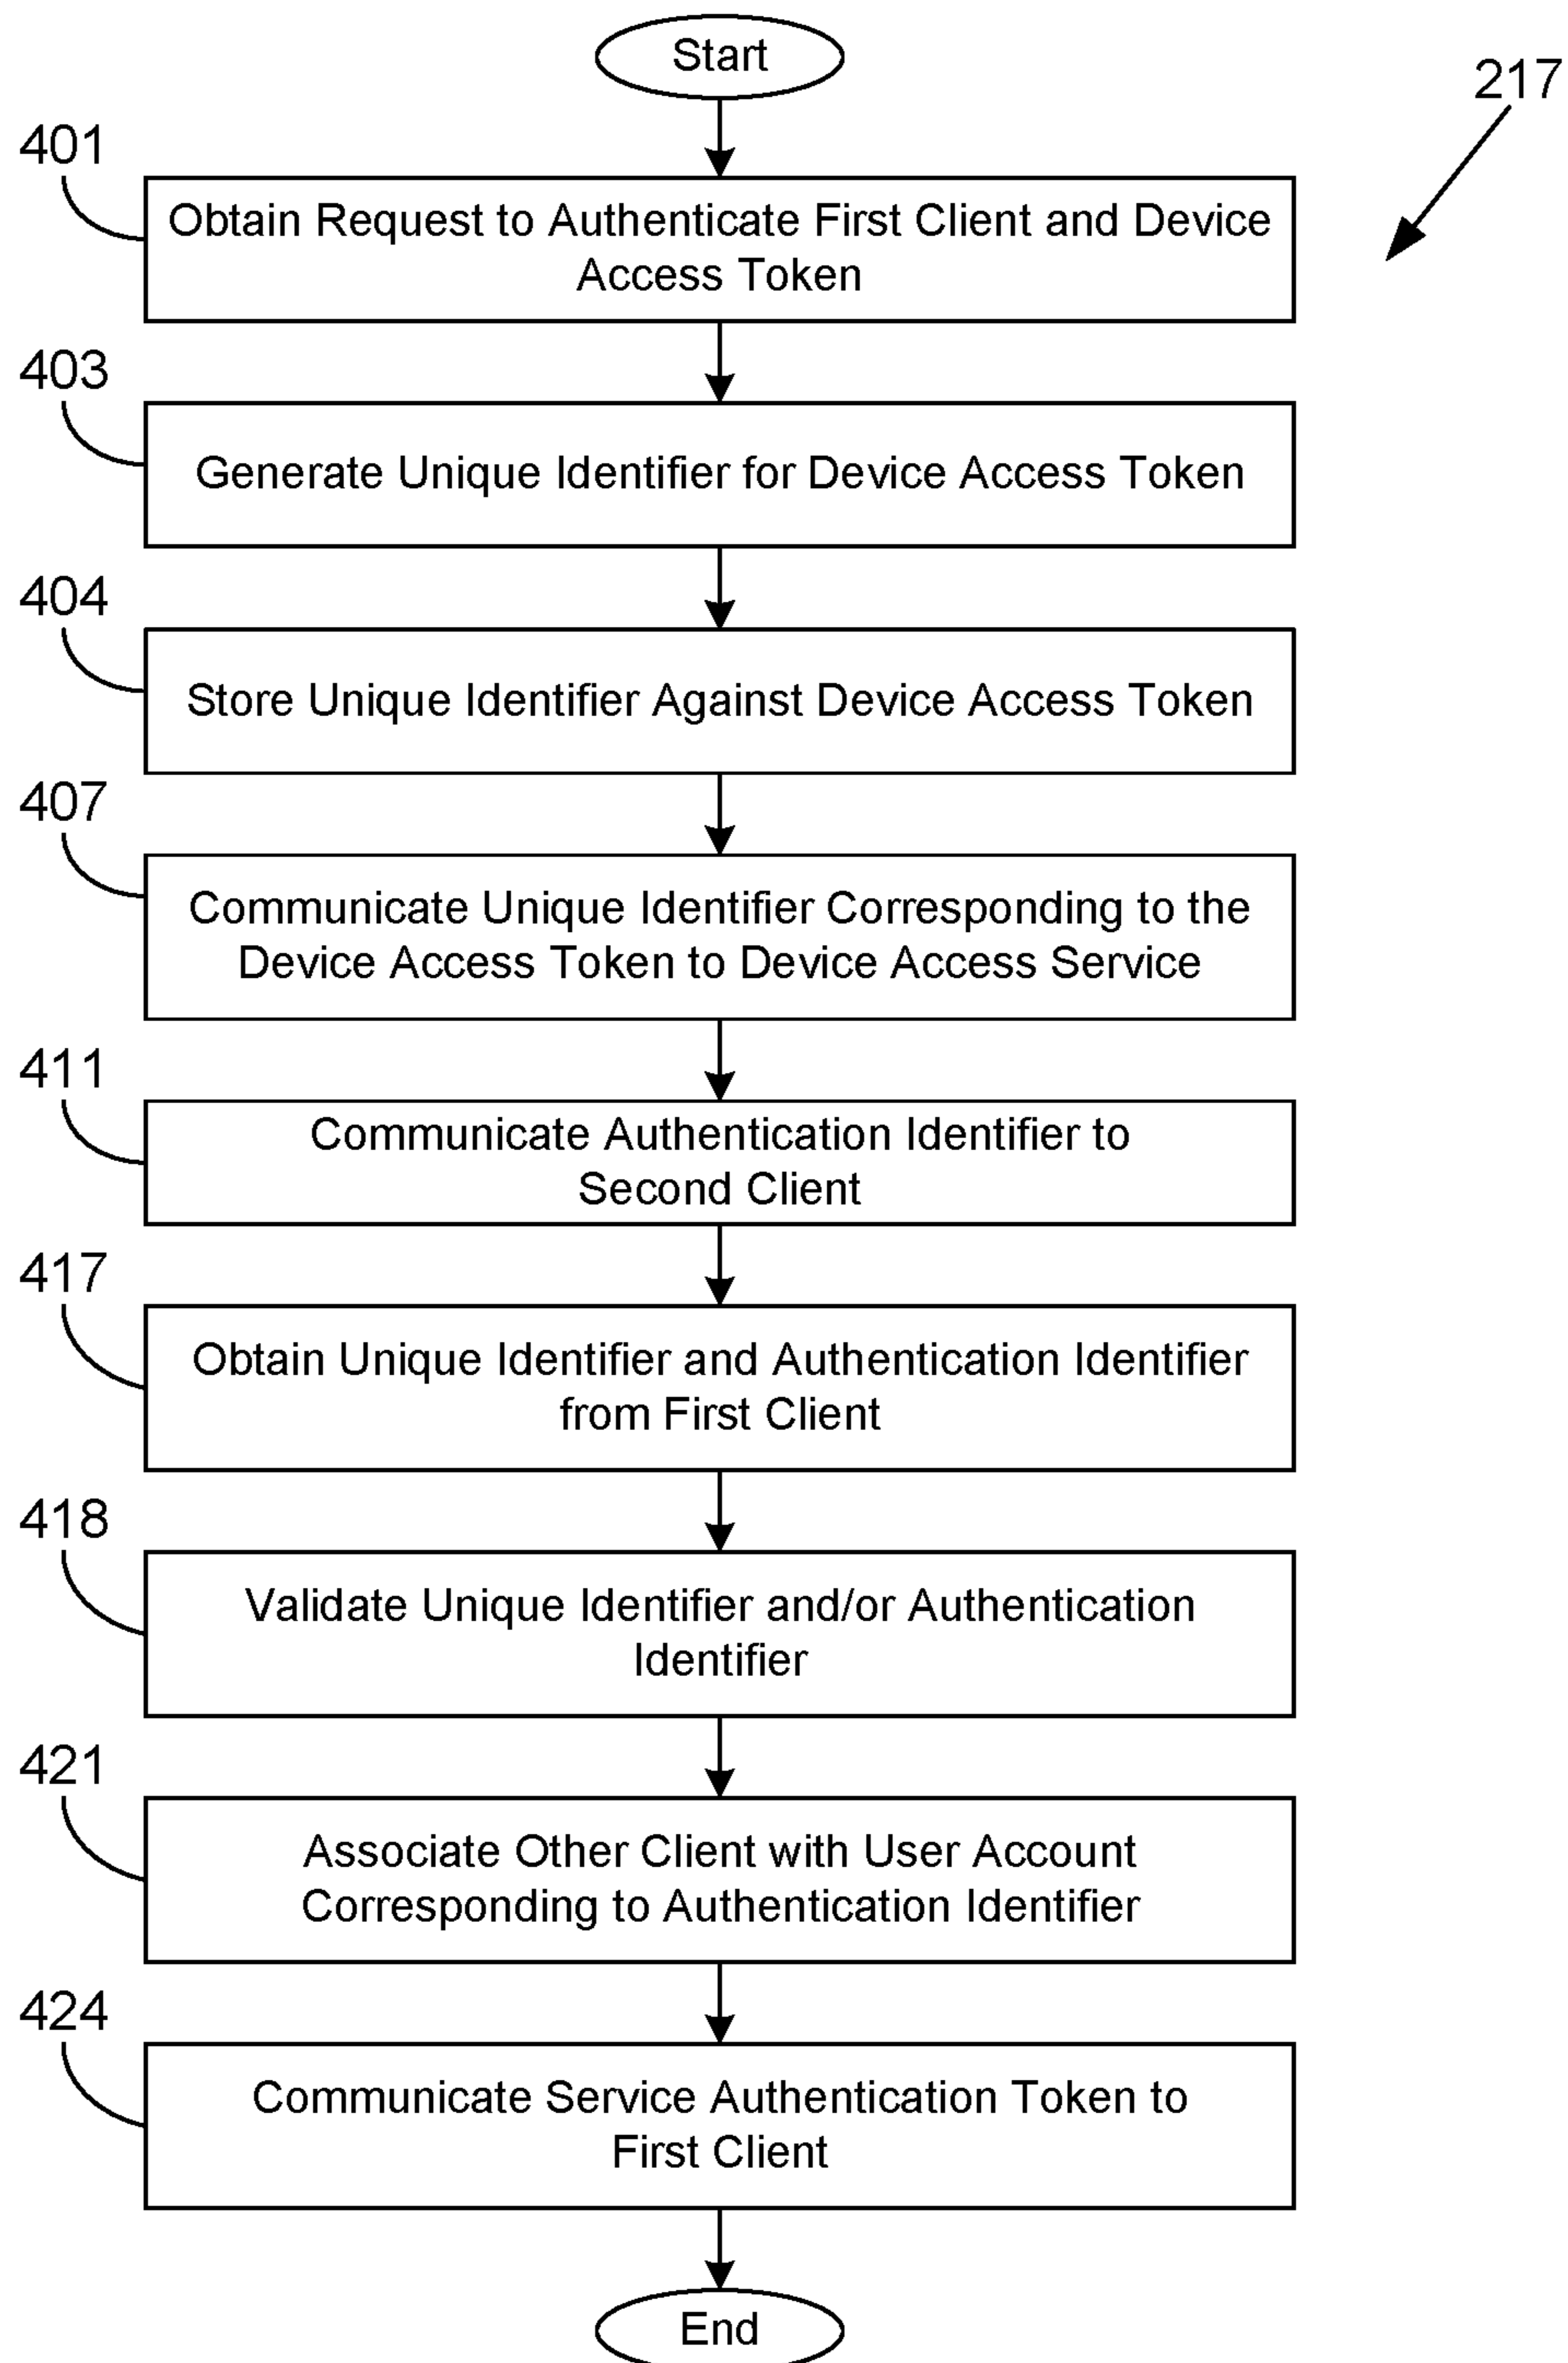 Start
217
401
Obtain Request to Authenticate First Client and Device
Access Token
403
Generate Unique Identifier for Device Access Token
404
Store Unique Identifier Against Device Access Token
407
Communicate Unique Identifier Corresponding to the
Device Access Token to Device Access Service
411
Communicate Authentication Identifier to
Second Client
417
Obtain Unique Identifier and Authentication Identifier
from First Client
418
Validate Unique Identifier and/or Authentication
Identifier
421
Associate Other Client with User Account
Corresponding to Authentication Identifier
424
Communicate Service Authentication Token to
First Client
End